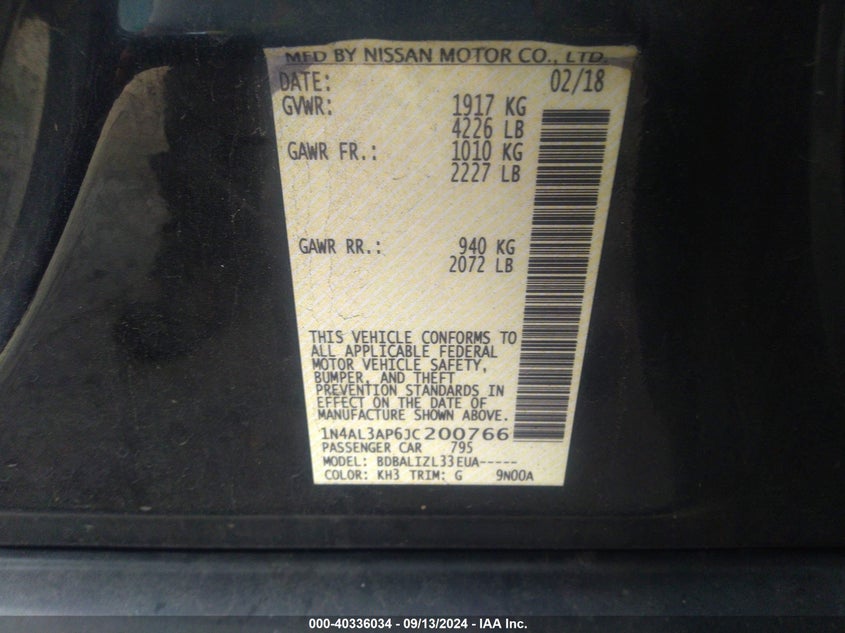 MFD BY NISSAN MOTOR CO., LTD.
DATE: 02/18
GVWR: 1917 KG
4226 LB
GAWR FR.: 1010 KG
2227 LB
GAWR RR.: 940 KG
2072 LB
THIS VEHICLE CONFORMS TO
ALL APPLICABLE FEDERAL
MOTOR VEHICLE SAFETY,
BUMPER, AND THEFT
PREVENTION STANDARDS IN
EFFECT ON THE DATE OF
MANUFACTURE SHOWN ABOVE.
1N4AL3AP6JC200766
PASSENGER CAR 795
MODEL: BDBALIZL33EUA-----
COLOR: KH3 TRIM: G 9N00A
000-40336034 - 09/13/2024 - IAA Inc.